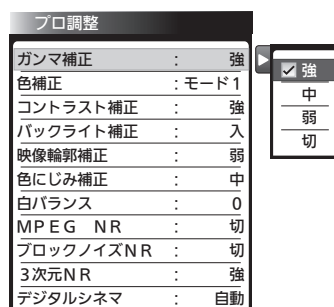 プロ調整
ガンマ補正 : 強
色補正 : モード1
コントラスト補正 : 強
バックライト補正 : 入
映像輪郭補正 : 弱
色にじみ補正 : 中
白バランス : 0
MPEG NR : 切
ブロックノイズNR : 切
3次元NR : 強
デジタルシネマ : 自動
強
中
弱
切